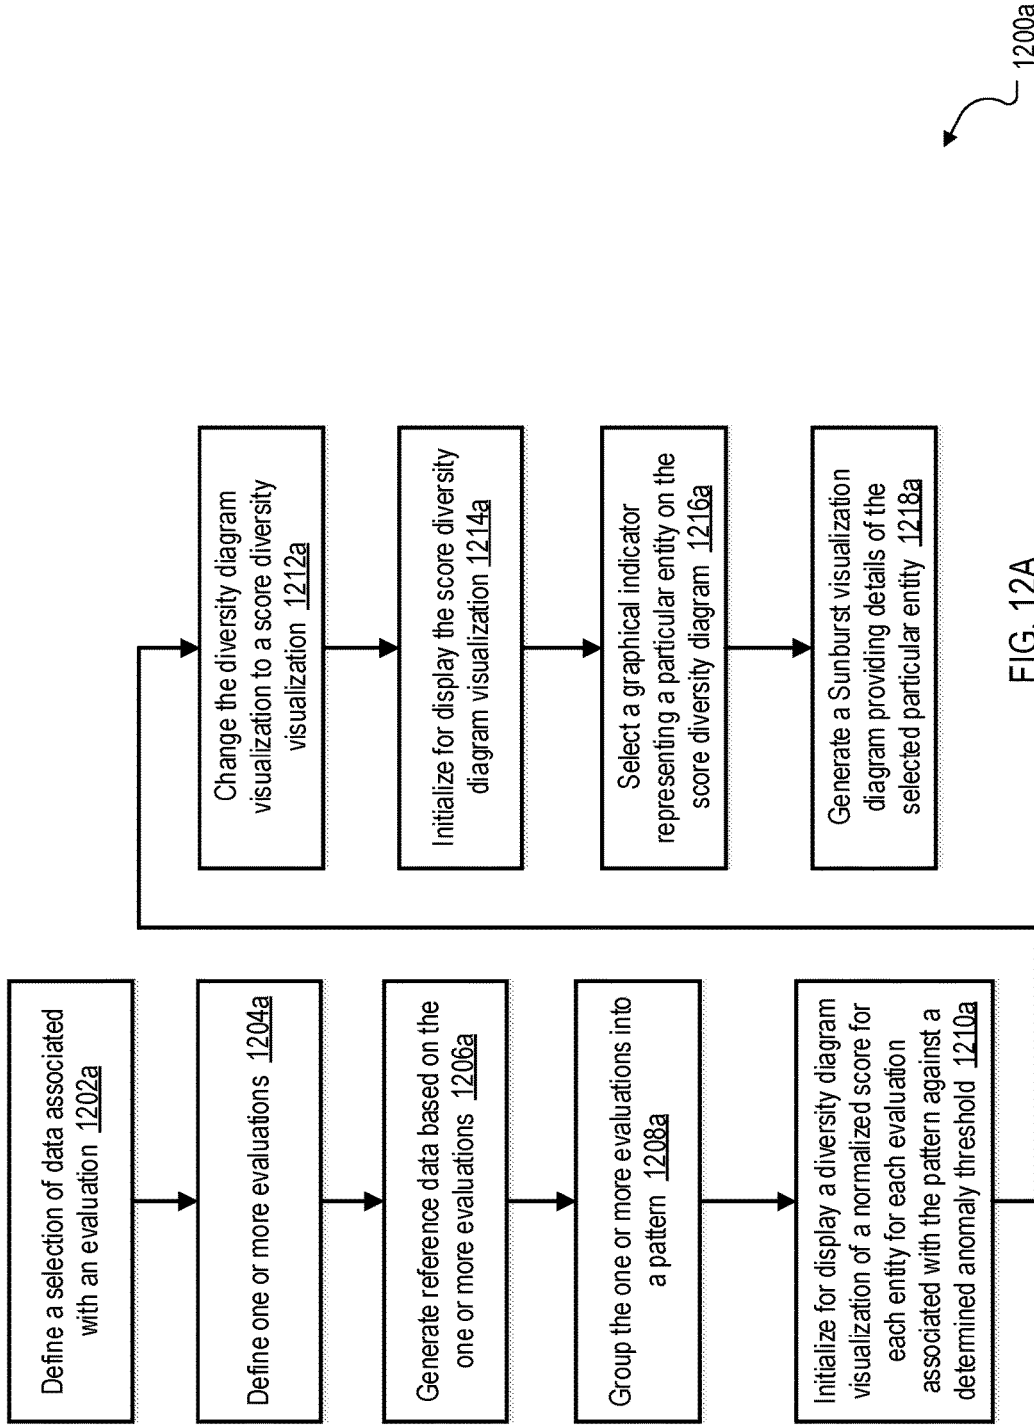 Define a selection of data associated
with an evaluation 1202a
Define one or more evaluations 1204a
Generate reference data based on the
one or more evaluations 1206a
Group the one or more evaluations into
a pattern 1208a
Initialize for display a diversity diagram
visualization of a normalized score for
each entity for each evaluation
associated with the pattern against a
determined anomaly threshold 1210a
Change the diversity diagram
visualization to a score diversity
visualization 1212a
Initialize for display the score diversity
diagram visualization 1214a
Select a graphical indicator
representing a particular entity on the
score diversity diagram 1216a
Generate a Sunburst visualization
diagram providing details of the
selected particular entity 1218a
1200a
FIG. 12A